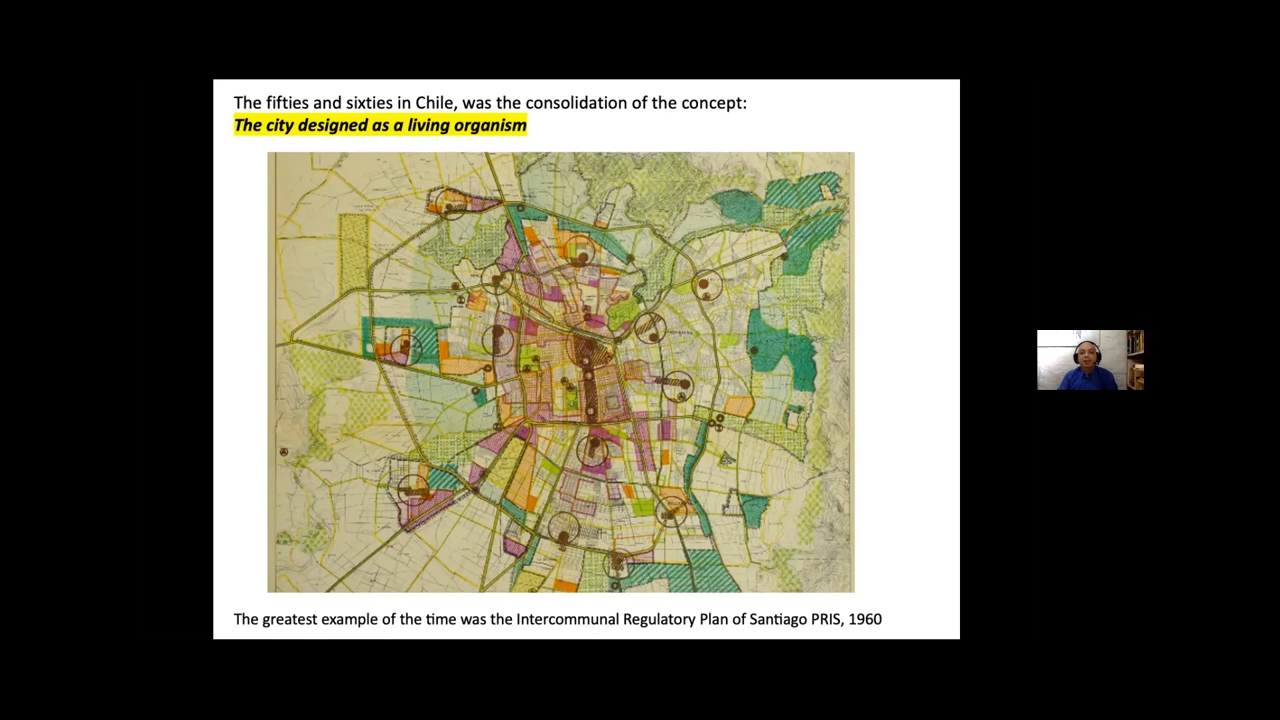 The fifties and sixties in Chile, was the consolidation of the concept:
The city designed as a living organism
The greatest example of the time was the Intercommunal Regulatory Plan of Santiago PRIS, 1960